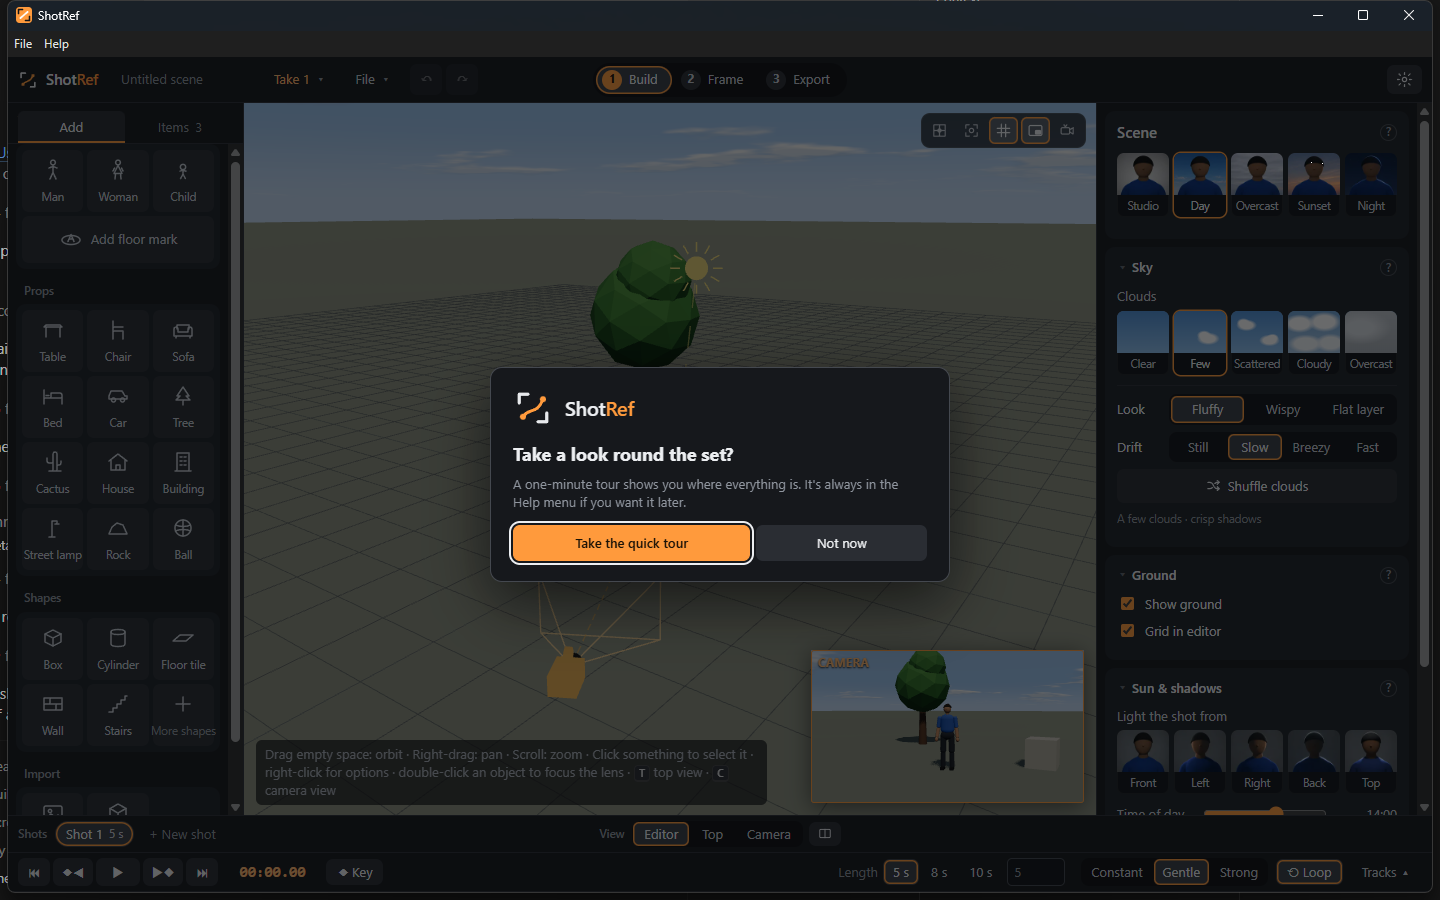 ShotRef
File Help
ShotRef Untitled scene Take 1 File 1 Build 2 Frame 3 Export
Add Items 3
Man Woman Child
Add floor mark
Props
Table Chair Sofa
Bed Car Tree
Cactus House Building
Street lamp Rock Ball
Shapes
Box Cylinder Floor tile
Wall Stairs More shapes
Import
ShotRef
Take a look round the set?
A one-minute tour shows you where everything is. It's always in the
Help menu if you want it later.
Take the quick tour Not now
CAMERA
Drag empty space: orbit · Right-drag: pan · Scroll: zoom · Click something to select it ·
right-click for options · double-click an object to focus the lens · T top view · C
camera view
Scene ?
Studio Day Overcast Sunset Night
Sky ?
Clouds
Clear Few Scattered Cloudy Overcast
Look Fluffy Wispy Flat layer
Drift Still Slow Breezy Fast
Shuffle clouds
A few clouds · crisp shadows
Ground ?
Show ground
Grid in editor
Sun & shadows ?
Light the shot from
Front Left Right Back Top
Time of day 14:00
Shots Shot 1 5 s + New shot View Editor Top Camera
00:00.00 Key Length 5 s 8 s 10 s 5 Constant Gentle Strong Loop Tracks